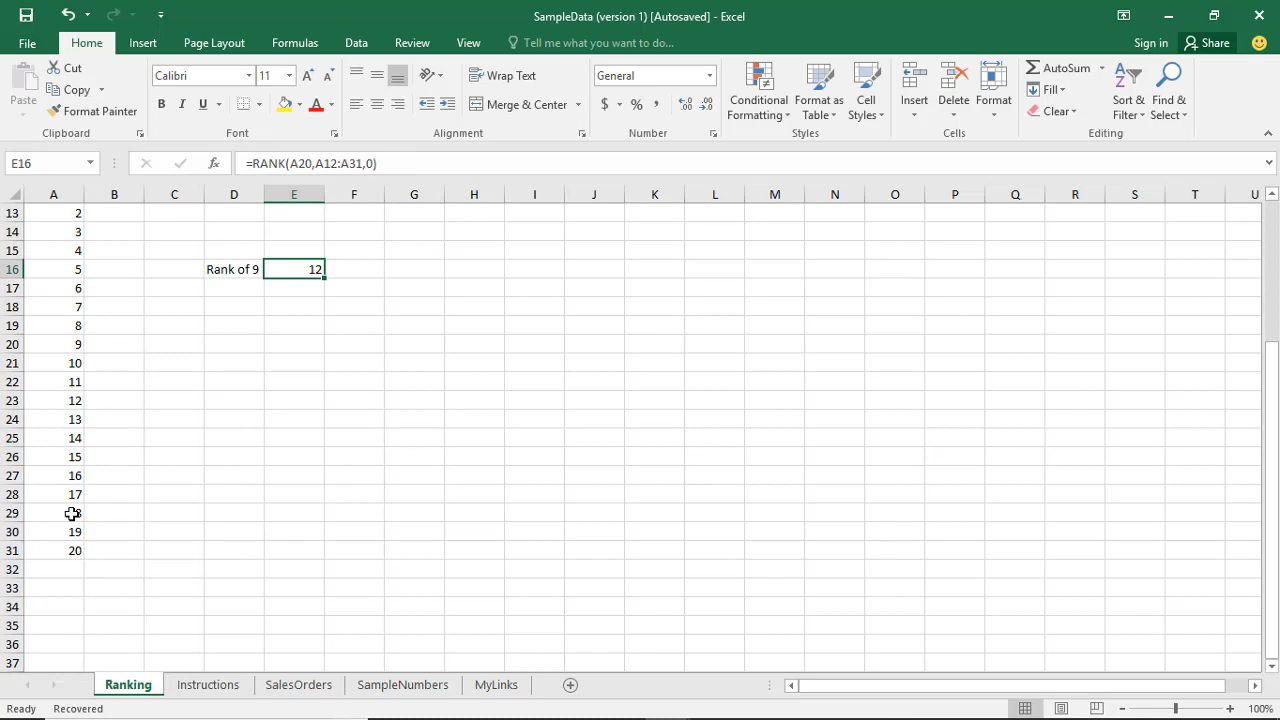 SampleData (version 1) [Autosaved] - Excel
File Home Insert Page Layout Formulas Data Review View Tell me what you want to do... Sign in Share
Paste Cut Copy Format Painter Clipboard
Calibri 11 B I U A A A Font
Wrap Text Merge & Center Alignment
General $ % , Number
Conditional Formatting Format as Table Cell Styles Styles
Insert Delete Format Cells
AutoSum Fill Clear Sort & Filter Find & Select Editing
E16 fx =RANK(A20,A12:A31,0)
A B C D E F G H I J K L M N O P Q R S T U
13 2
14 3
15 4
16 5 Rank of 9 12
17 6
18 7
19 8
20 9
21 10
22 11
23 12
24 13
25 14
26 15
27 16
28 17
29
30 19
31 20
32
33
34
35
36
37
Ranking Instructions SalesOrders SampleNumbers MyLinks
Ready Recovered 100%